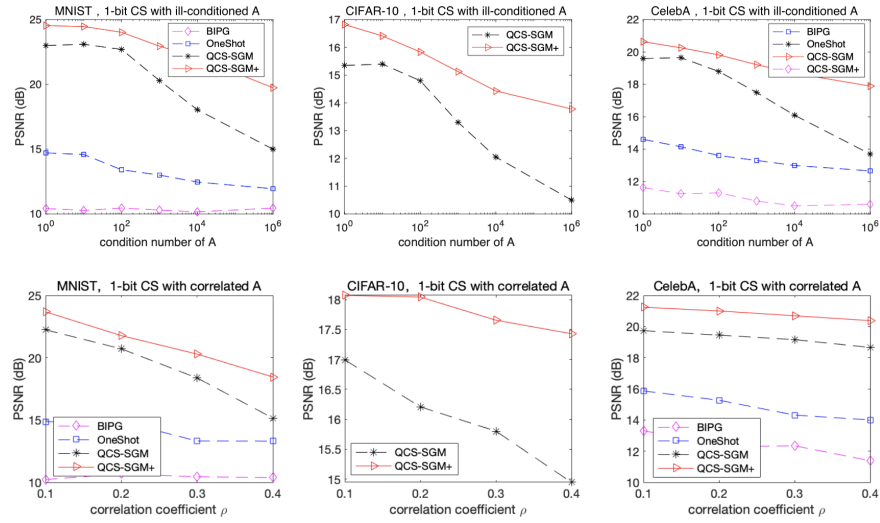 MNIST , 1-bit CS with ill-conditioned A
25
20
15
10
PSNR (dB)
BIPG
OneShot
QCS-SGM
QCS-SGM+
10^0
10^2
10^4
10^6
condition number of A
CIFAR-10 , 1-bit CS with ill-conditioned A
17
16
15
14
13
12
11
10
PSNR (dB)
QCS-SGM
QCS-SGM+
10^0
10^2
10^4
10^6
condition number of A
CelebA , 1-bit CS with ill-conditioned A
22
20
18
16
14
12
10
PSNR (dB)
OneShot
QCS-SGM
QCS-SGM+
BIPG
10^0
10^2
10^4
10^6
condition number of A
MNIST, 1-bit CS with correlated A
25
20
15
10
PSNR (dB)
BIPG
OneShot
QCS-SGM
QCS-SGM+
0.1
0.2
0.3
0.4
correlation coefficient ρ
CIFAR-10, 1-bit CS with correlated A
18
17.5
17
16.5
16
15.5
15
PSNR (dB)
QCS-SGM
QCS-SGM+
0.1
0.2
0.3
0.4
correlation coefficient ρ
CelebA, 1-bit CS with correlated A
22
20
18
16
14
12
10
PSNR (dB)
BIPG
OneShot
QCS-SGM
QCS-SGM+
0.1
0.2
0.3
0.4
correlation coefficient ρ